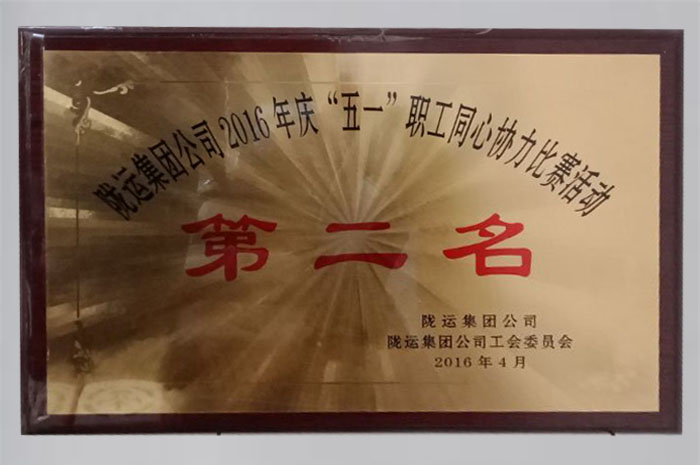 陇运集团公司2016年庆“五一”职工同心协力比赛活动
第二名
陇运集团公司
陇运集团公司工会委员会
2016年4月